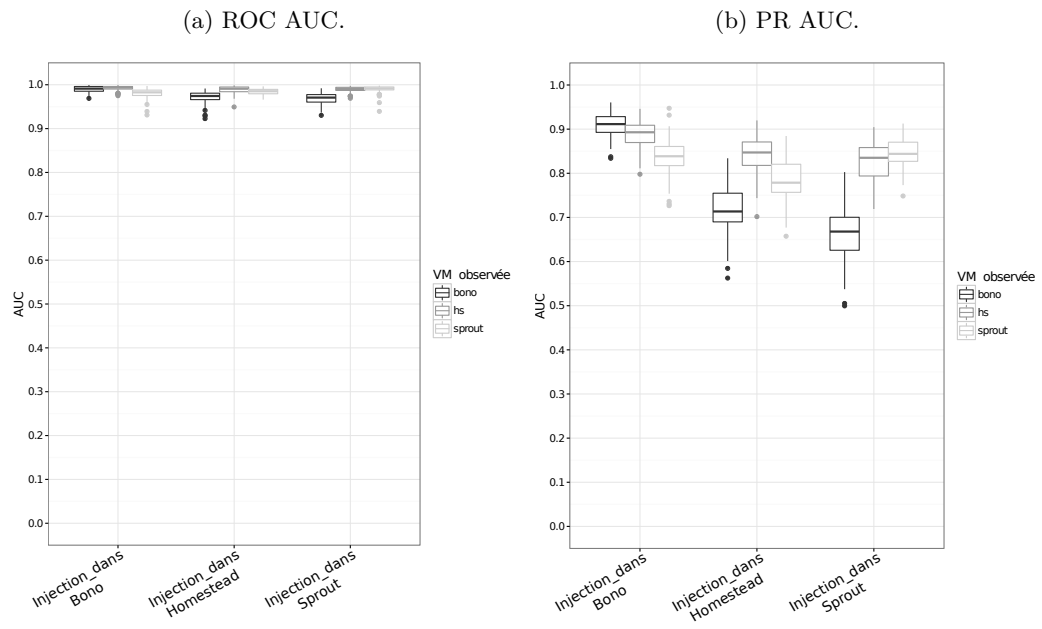 (a) ROC AUC.
1.0
0.9
0.8
0.7
0.6
0.5
0.4
0.3
0.2
0.1
0.0
AUC
Injection_dans
Bono
Injection_dans
Homestead
Injection_dans
Sprout
VM observée
bono
hs
sprout
(b) PR AUC.
1.0
0.9
0.8
0.7
0.6
0.5
0.4
0.3
0.2
0.1
0.0
AUC
Injection_dans
Bono
Injection_dans
Homestead
Injection_dans
Sprout
VM observée
bono
hs
sprout